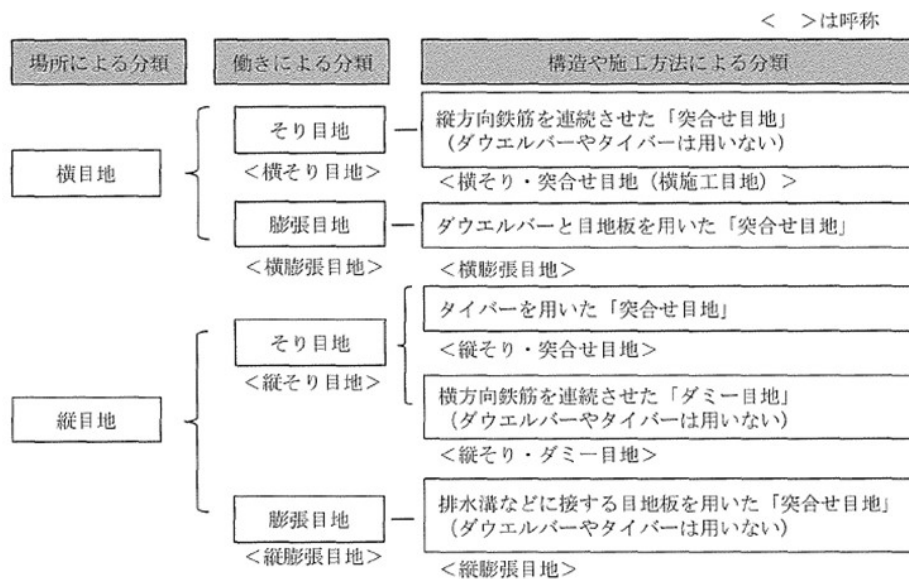 < >は呼称
場所による分類
働きによる分類
構造や施工方法による分類
横目地
そり目地
<横そり目地>
縦方向鉄筋を連続させた「突合せ目地」
(ダウエルバーやタイバーは用いない)
<横そり・突合せ目地(横施工目地)>
膨張目地
<横膨張目地>
ダウエルバーと目地板を用いた「突合せ目地」
<横膨張目地>
縦目地
そり目地
<縦そり目地>
タイバーを用いた「突合せ目地」
<縦そり・突合せ目地>
横方向鉄筋を連続させた「ダミー目地」
(ダウエルバーやタイバーは用いない)
<縦そり・ダミー目地>
膨張目地
<縦膨張目地>
排水溝などに接する目地板を用いた「突合せ目地」
(ダウエルバーやタイバーは用いない)
<縦膨張目地>